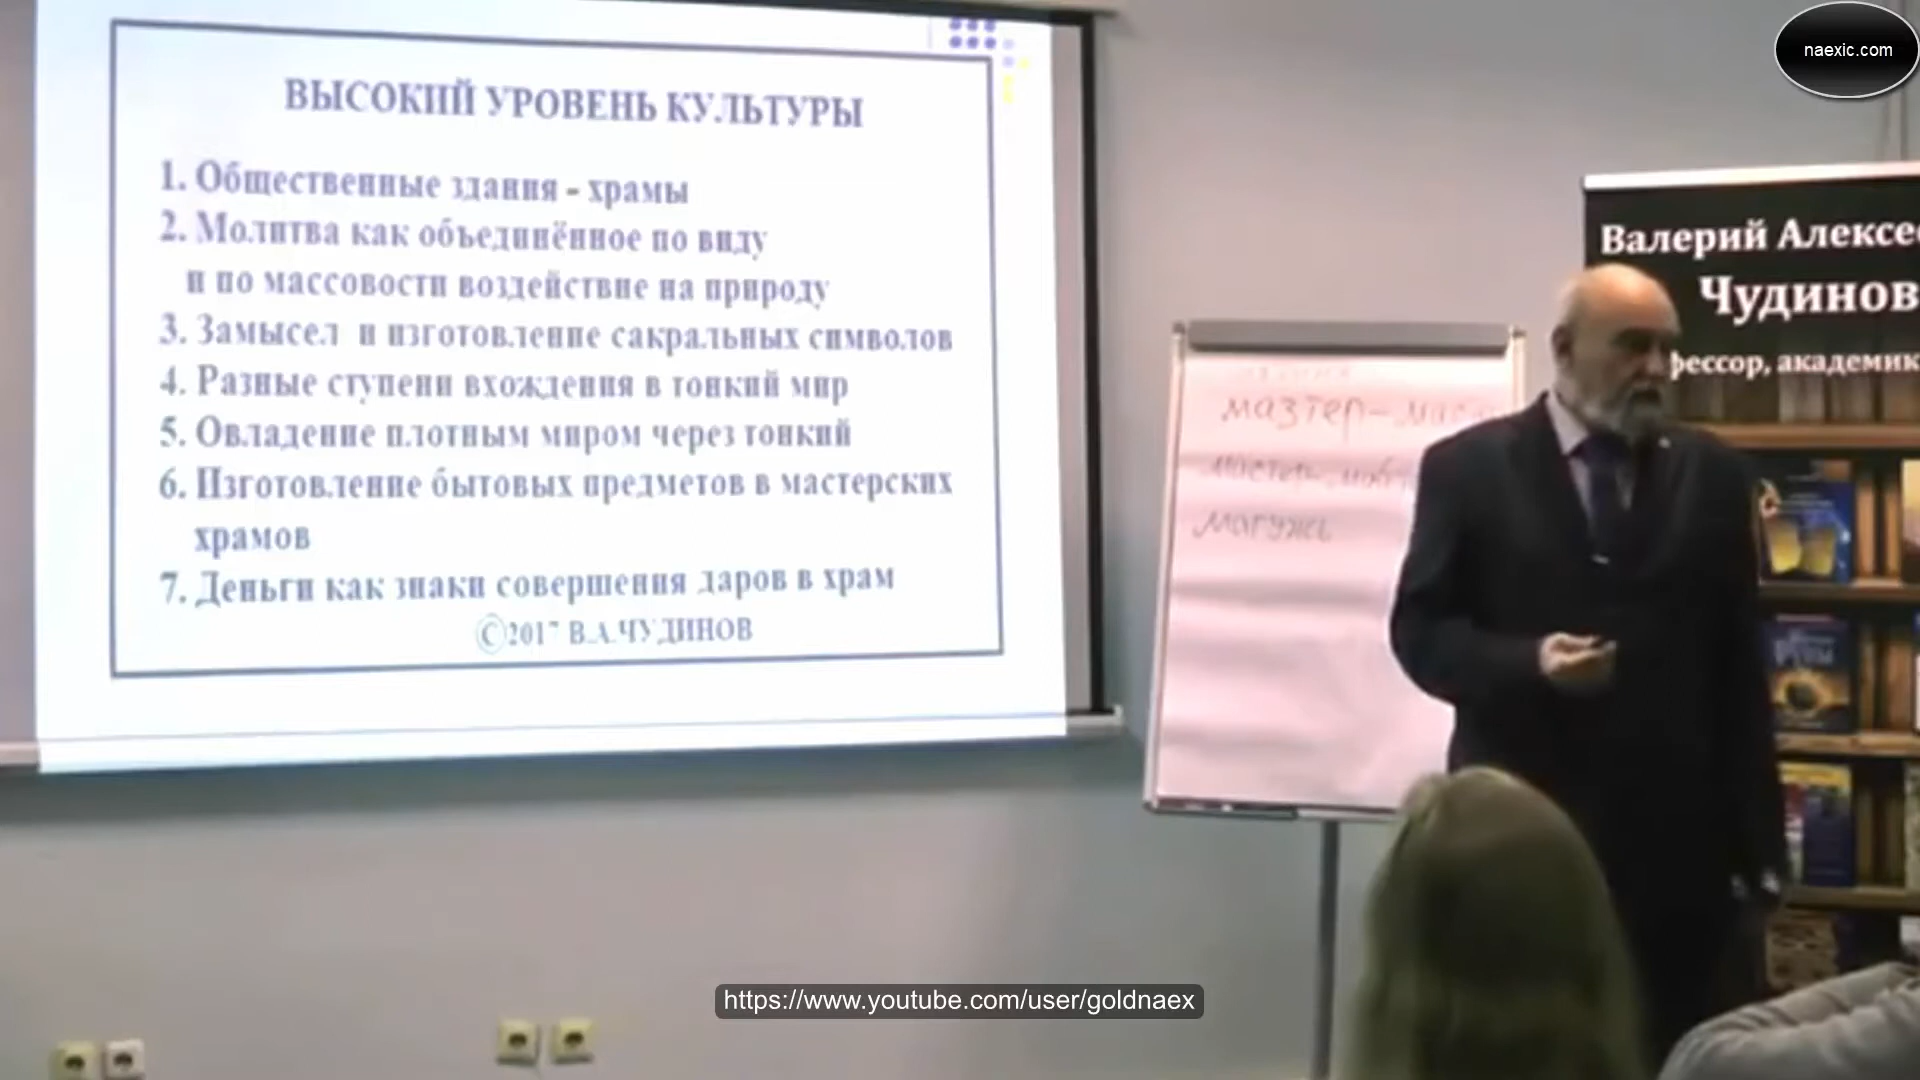 ВЫСОКИЙ УРОВЕНЬ КУЛЬТУРЫ
1. Общественные здания - храмы
2. Молитва как объединённое по виду
и по массовости воздействие на природу
3. Замысел и изготовление сакральных символов
4. Разные ступени вхождения в тонкий мир
5. Овладение плотным миром через тонкий
6. Изготовление бытовых предметов в мастерских
храмов
7. Деньги как знаки совершения даров в храм
©2017 В.А.ЧУДИНОВ
мазтер-
магужь
naexic.com
Валерий Алексе
Чудинов
фессор, академик
https://www.youtube.com/user/goldnaex